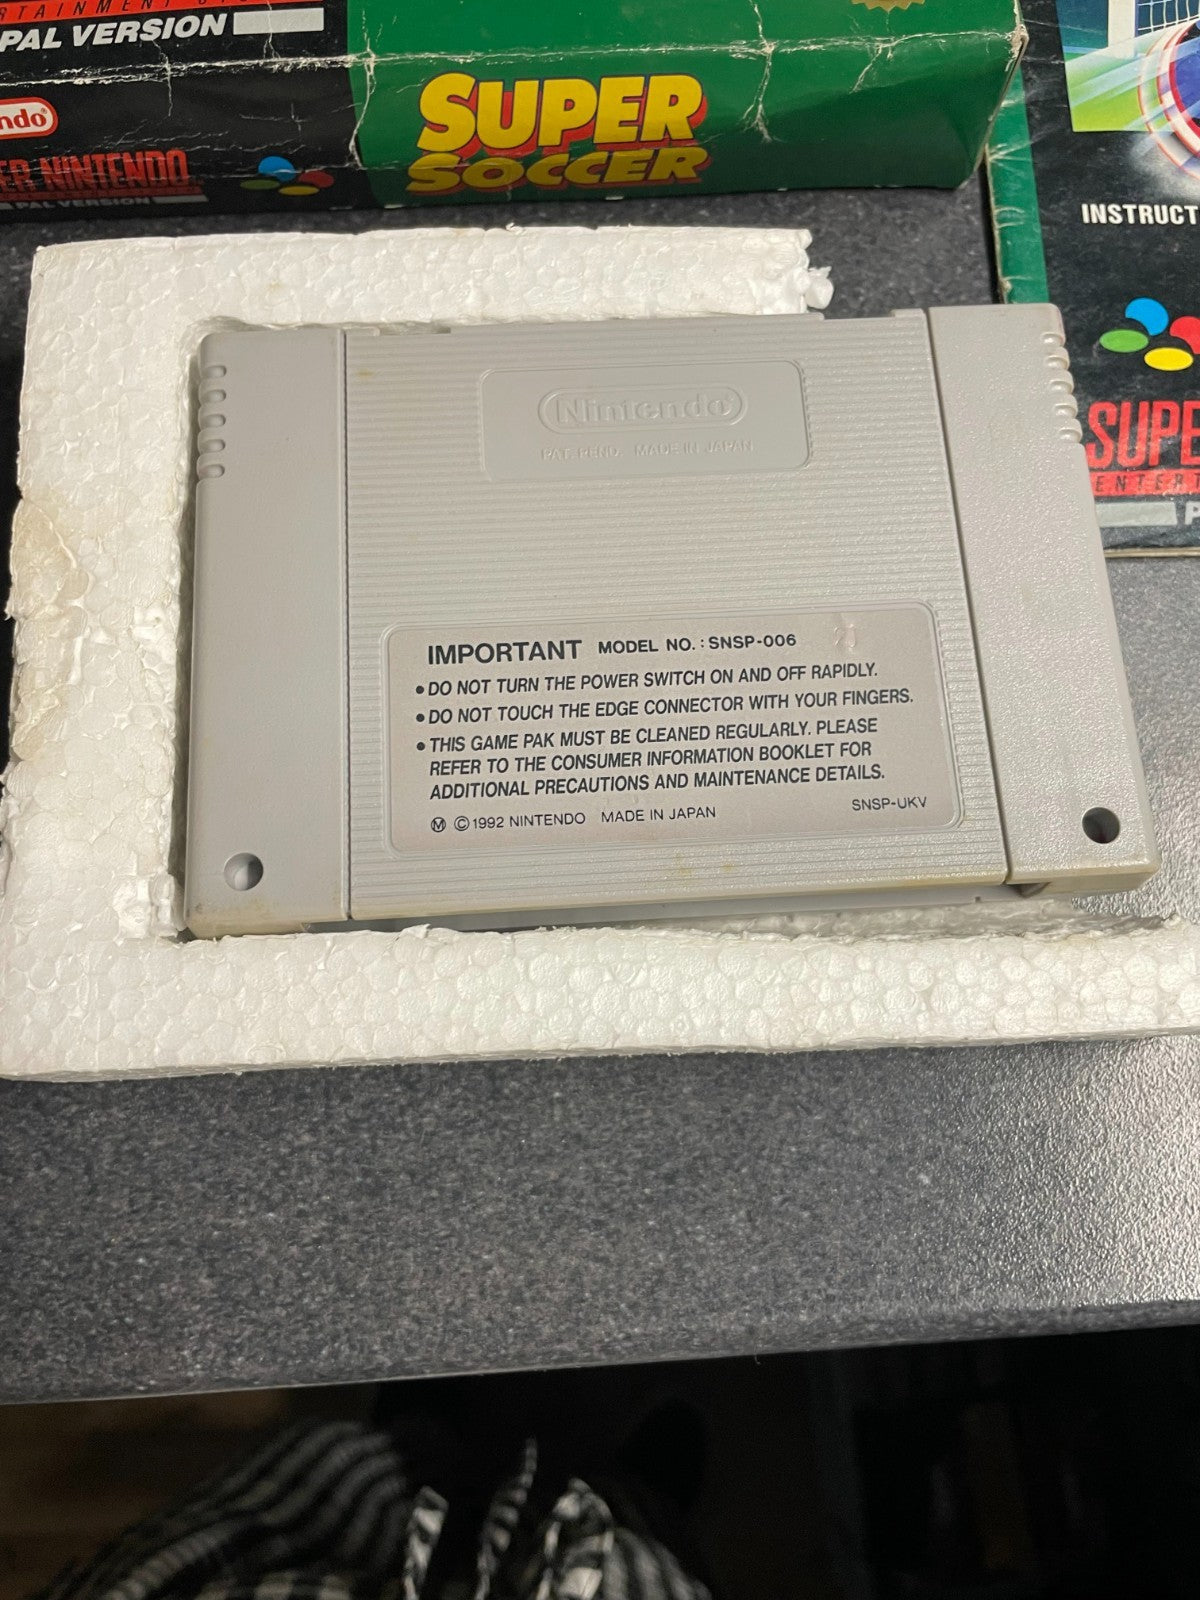 PAL VERSION
SUPER
SOCCER
NINTENDO
PAL VERSION
INSTRUCT
Nintendo
PAT. PEND. MADE IN JAPAN
IMPORTANT MODEL NO.: SNSP-006
• DO NOT TURN THE POWER SWITCH ON AND OFF RAPIDLY.
• DO NOT TOUCH THE EDGE CONNECTOR WITH YOUR FINGERS.
• THIS GAME PAK MUST BE CLEANED REGULARLY. PLEASE
REFER TO THE CONSUMER INFORMATION BOOKLET FOR
ADDITIONAL PRECAUTIONS AND MAINTENANCE DETAILS.
Ⓜ © 1992 NINTENDO MADE IN JAPAN
SNSP-UKV
SUPE
ENTERT
P